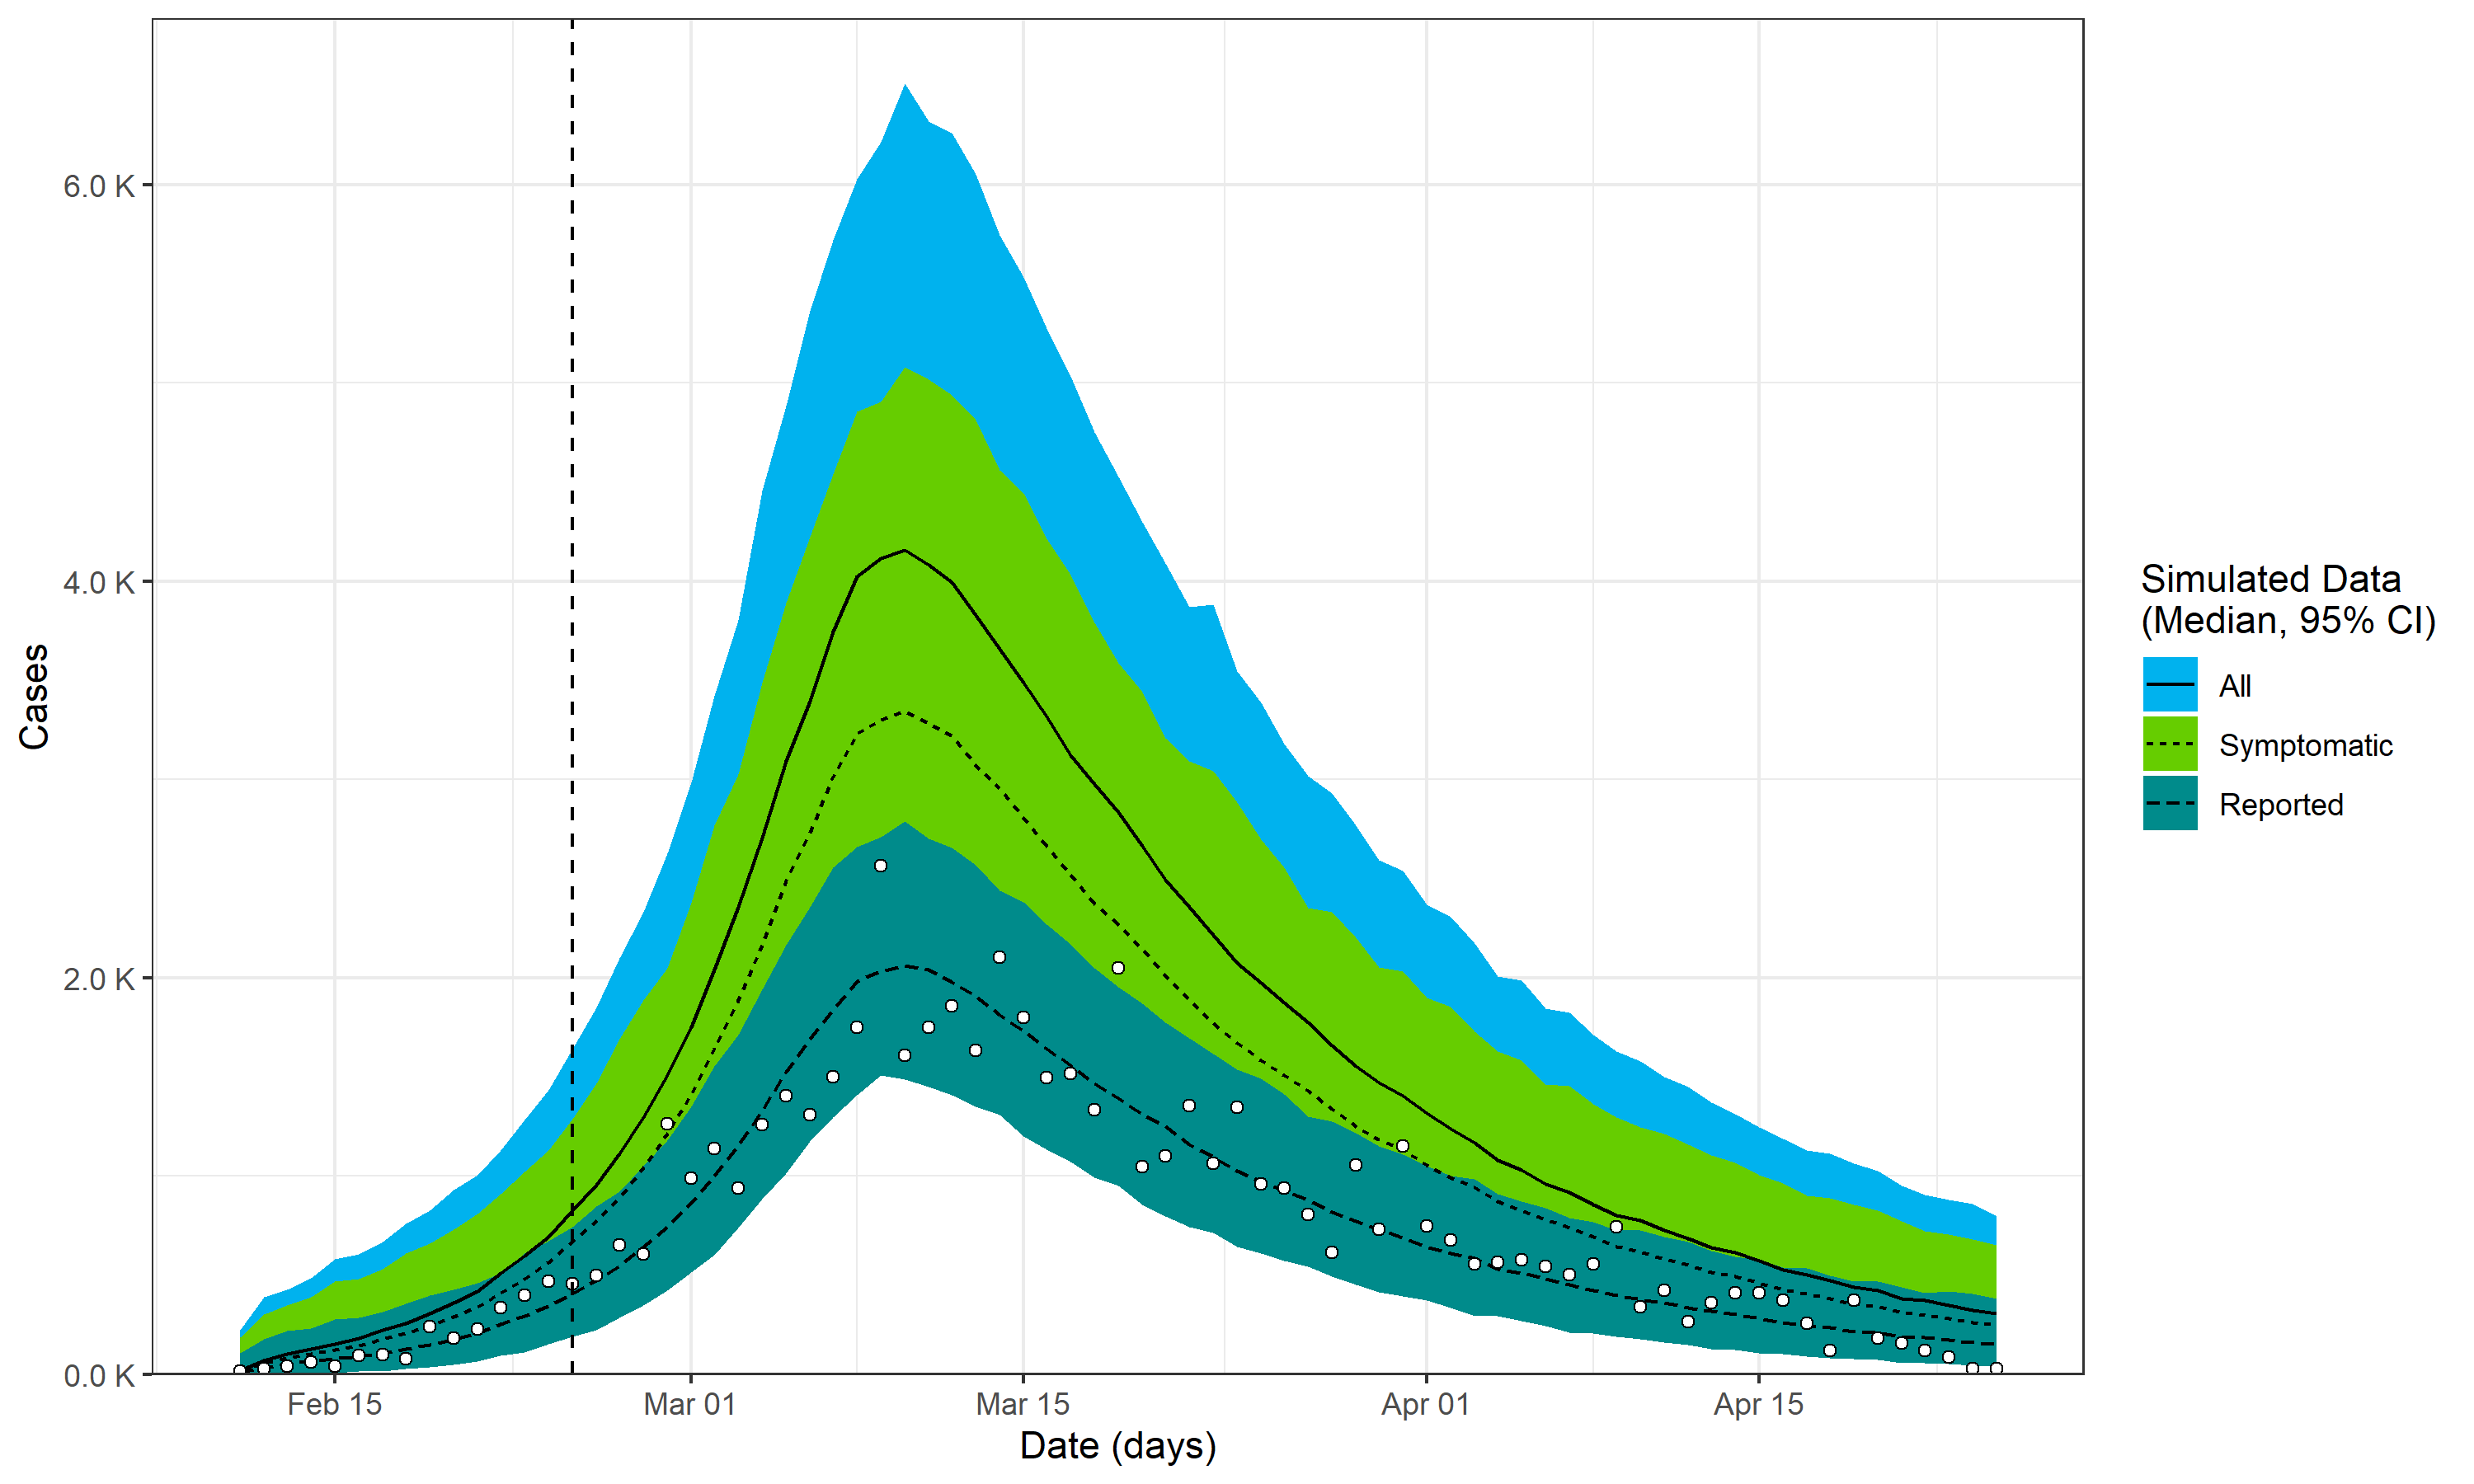 6.0 K
4.0 K
2.0 K
0.0 K
Cases
Feb 15
Mar 01
Mar 15
Apr 01
Apr 15
Date (days)
Simulated Data
(Median, 95% CI)
All
Symptomatic
Reported